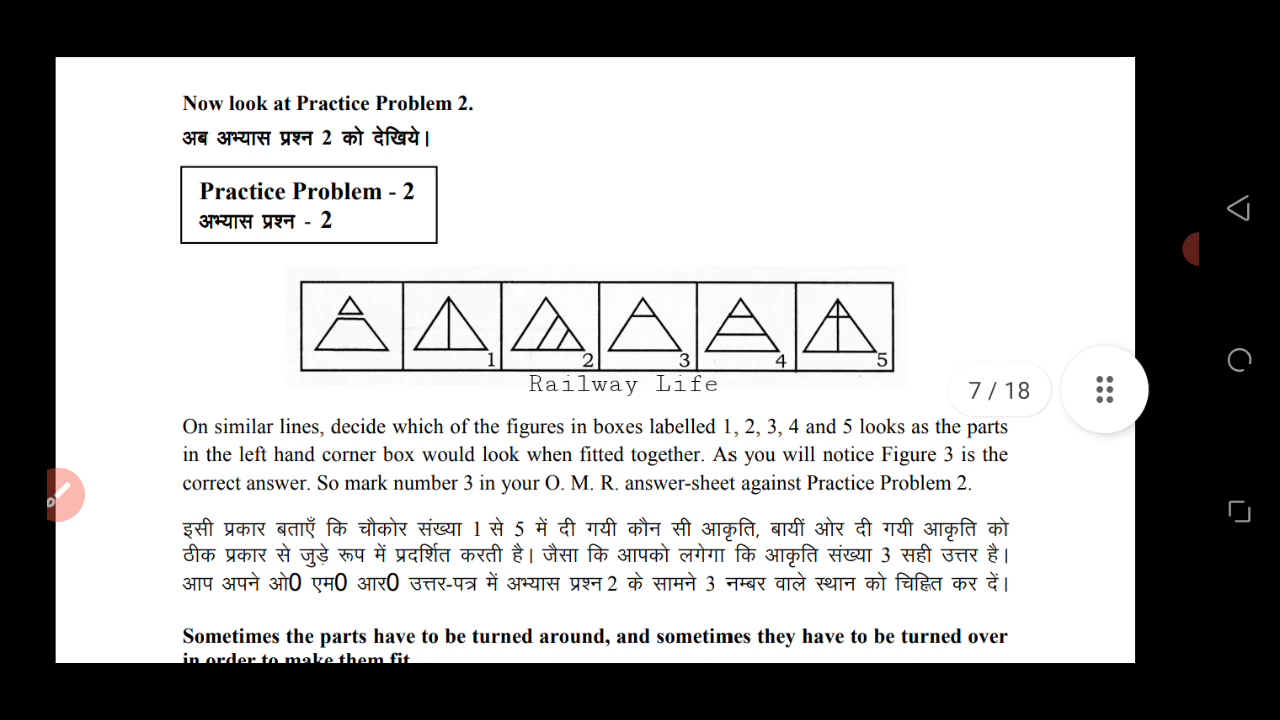 Now look at Practice Problem 2.
अब अभ्यास प्रश्न 2 को देखिये।
Practice Problem - 2
अभ्यास प्रश्न - 2
1 2 3 4 5
Railway Life
7 / 18
On similar lines, decide which of the figures in boxes labelled 1, 2, 3, 4 and 5 looks as the parts
in the left hand corner box would look when fitted together. As you will notice Figure 3 is the
correct answer. So mark number 3 in your O. M. R. answer-sheet against Practice Problem 2.
इसी प्रकार बताएँ कि चौकोर संख्या 1 से 5 में दी गयी कौन सी आकृति, बायीं ओर दी गयी आकृति को
ठीक प्रकार से जुड़े रूप में प्रदर्शित करती है। जैसा कि आपको लगेगा कि आकृति संख्या 3 सही उत्तर है।
आप अपने ओ0 एम0 आर0 उत्तर-पत्र में अभ्यास प्रश्न 2 के सामने 3 नम्बर वाले स्थान को चिह्नित कर दें।
Sometimes the parts have to be turned around, and sometimes they have to be turned over
in order to make them fit